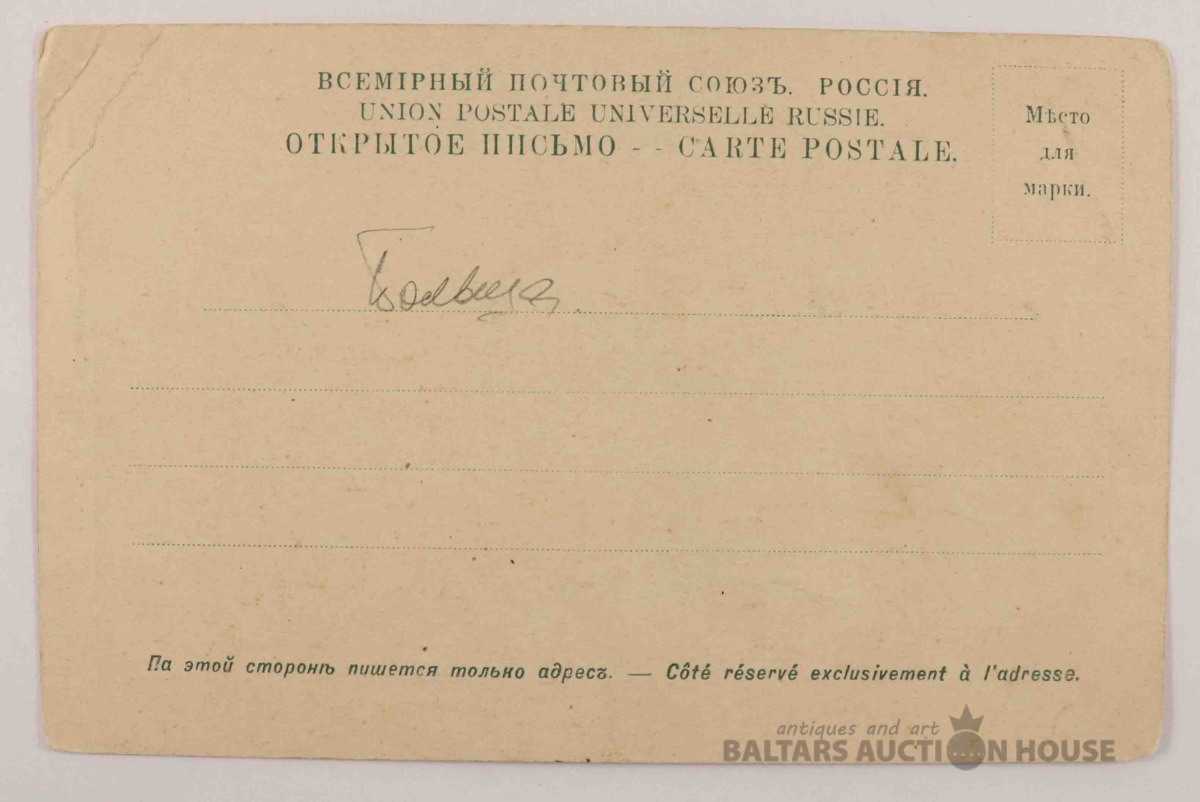 ВСЕМІРНЫЙ ПОЧТОВЫЙ СОЮЗЪ. РОССІЯ.
UNION POSTALE UNIVERSELLE RUSSIE.
ОТКРЫТОЕ ПИСЬМО - - CARTE POSTALE.
Мѣсто
для
марки.
На этой сторонѣ пишется только адресъ. — Côté réservé exclusivement à l'adresse.
antiques and art
BALTARS AUCTION HOUSE